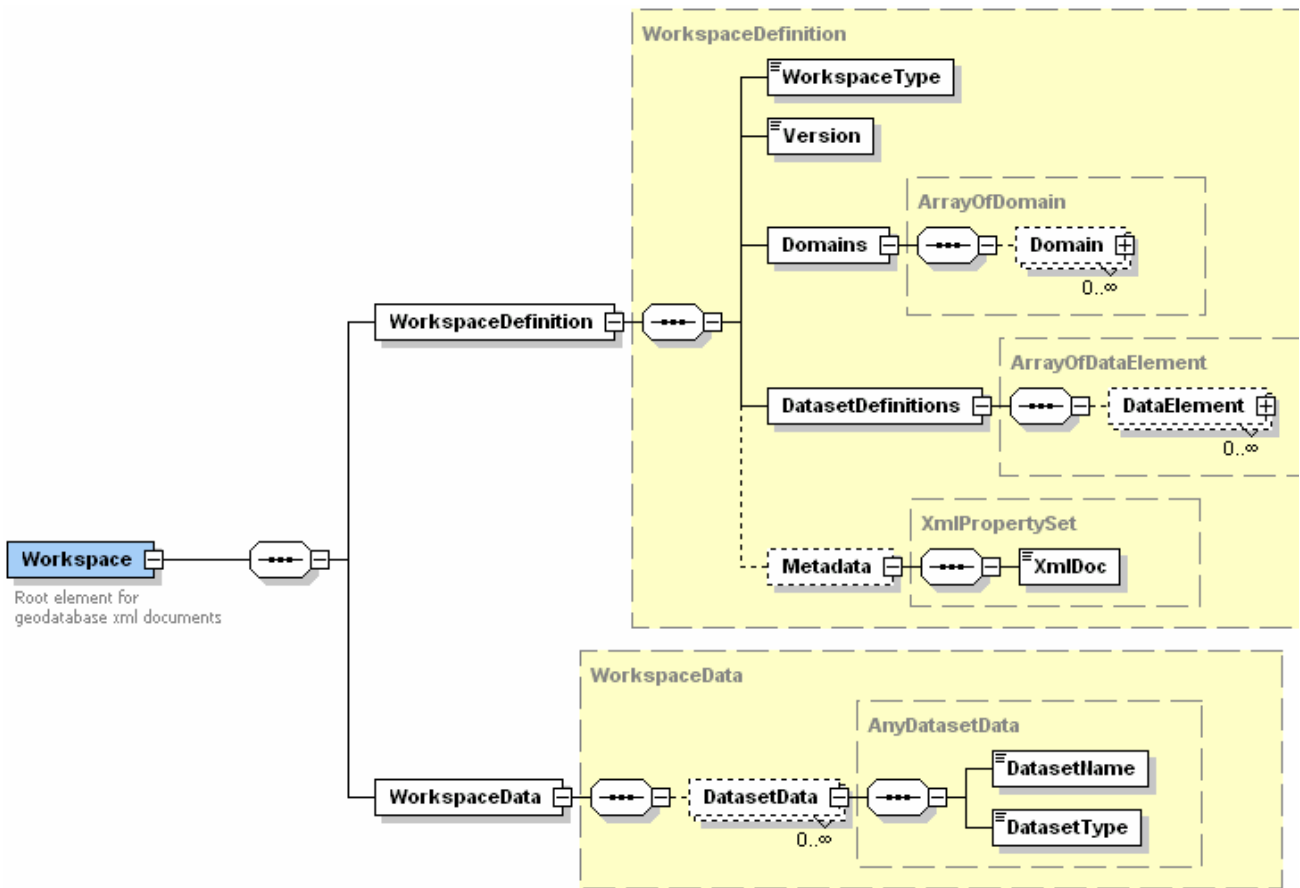 WorkspaceDefinition
WorkspaceType
Version
ArrayOfDomain
Domains
Domain
0..∞
WorkspaceDefinition
ArrayOfDataElement
DatasetDefinitions
DataElement
0..∞
XmlPropertySet
Metadata
XmlDoc
Workspace
Root element for
geodatabase xml documents
WorkspaceData
AnyDatasetData
DatasetName
WorkspaceData
DatasetData
0..∞
DatasetType